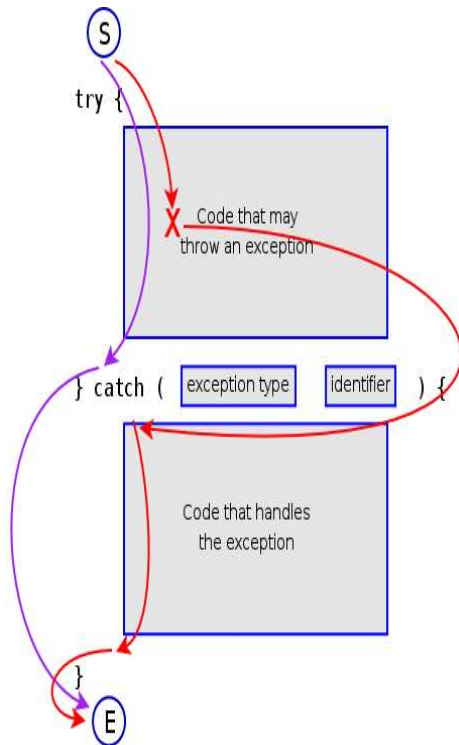 S
try {
X
Code that may
throw an exception
} catch ( exception type identifier ) {
Code that handles
the exception
}
E